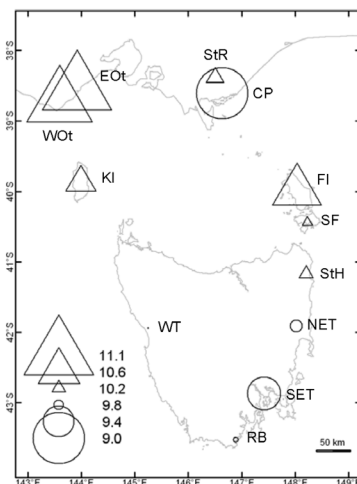 38°S
StR
EOt
CP
39°S
WOt
KI
FI
40°S
SF
41°S
StH
WT
NET
42°S
11.1
10.6
10.2
9.8
9.4
9.0
SET
43°S
RB
50 km
143°E 144°E 145°E 146°E 147°E 148°E 149°E